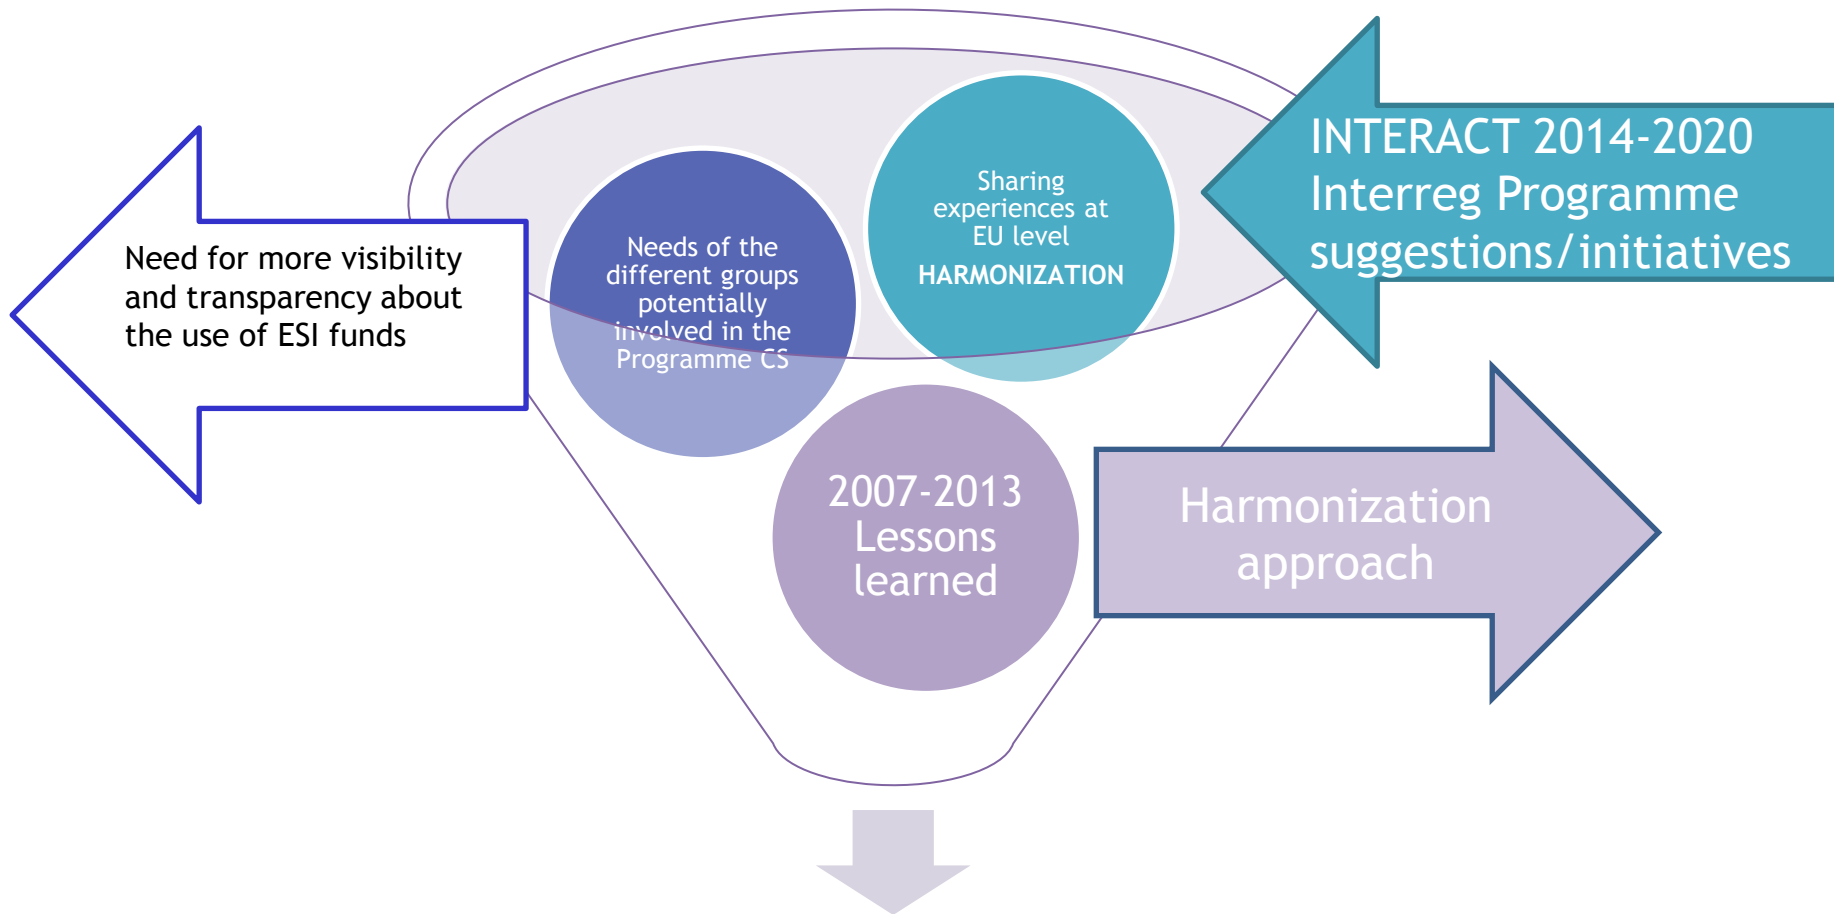 Need for more visibility
and transparency about
the use of ESI funds
Needs of the
different groups
potentially
involved in the
Programme CS
Sharing
experiences at
EU level
HARMONIZATION
INTERACT 2014-2020
Interreg Programme
suggestions/initiatives
2007-2013
Lessons
learned
Harmonization
approach